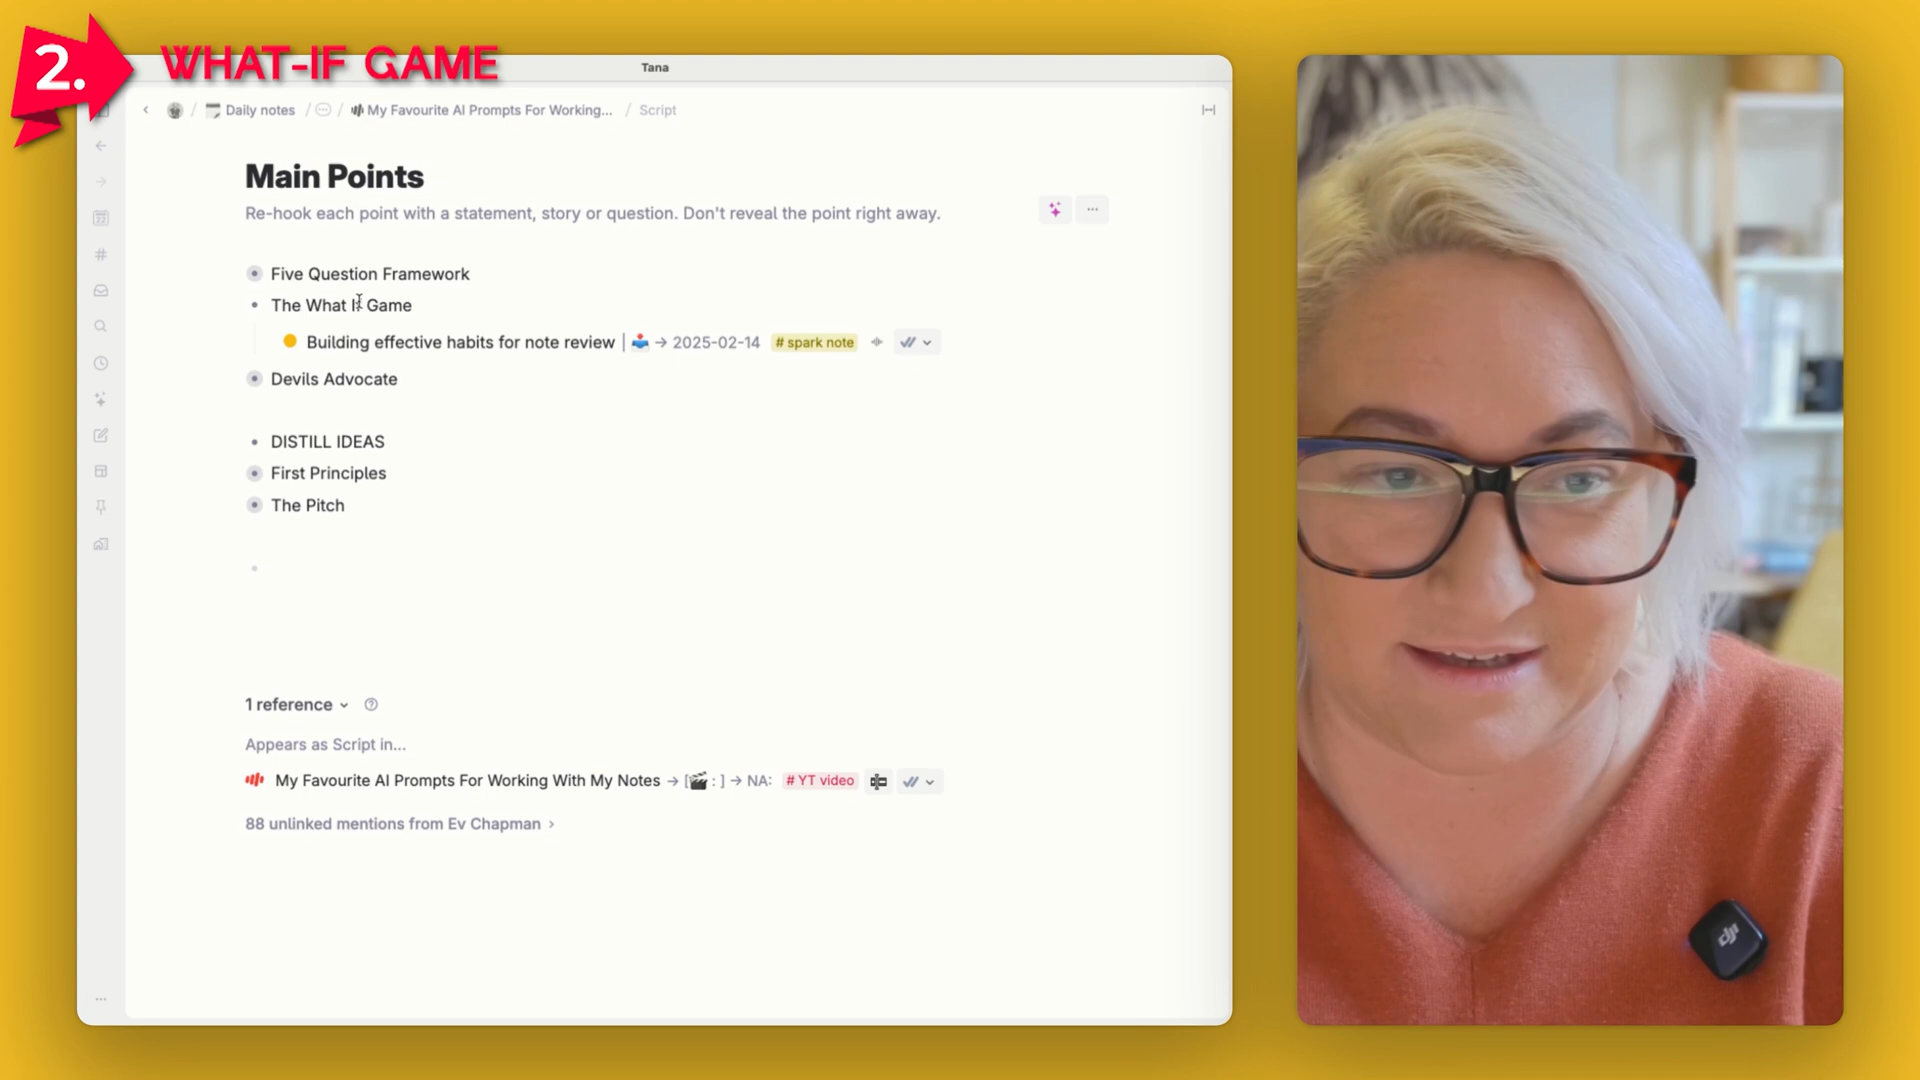 2.
WHAT-IF GAME
Tana
Daily notes / / My Favourite AI Prompts For Working... / Script
Main Points
Re-hook each point with a statement, story or question. Don't reveal the point right away.
Five Question Framework
The What If Game
Building effective habits for note review | → 2025-02-14 # spark note
Devils Advocate
DISTILL IDEAS
First Principles
The Pitch
1 reference
Appears as Script in...
My Favourite AI Prompts For Working With My Notes → [🎬 : ] → NA: # YT video
88 unlinked mentions from Ev Chapman >
dji